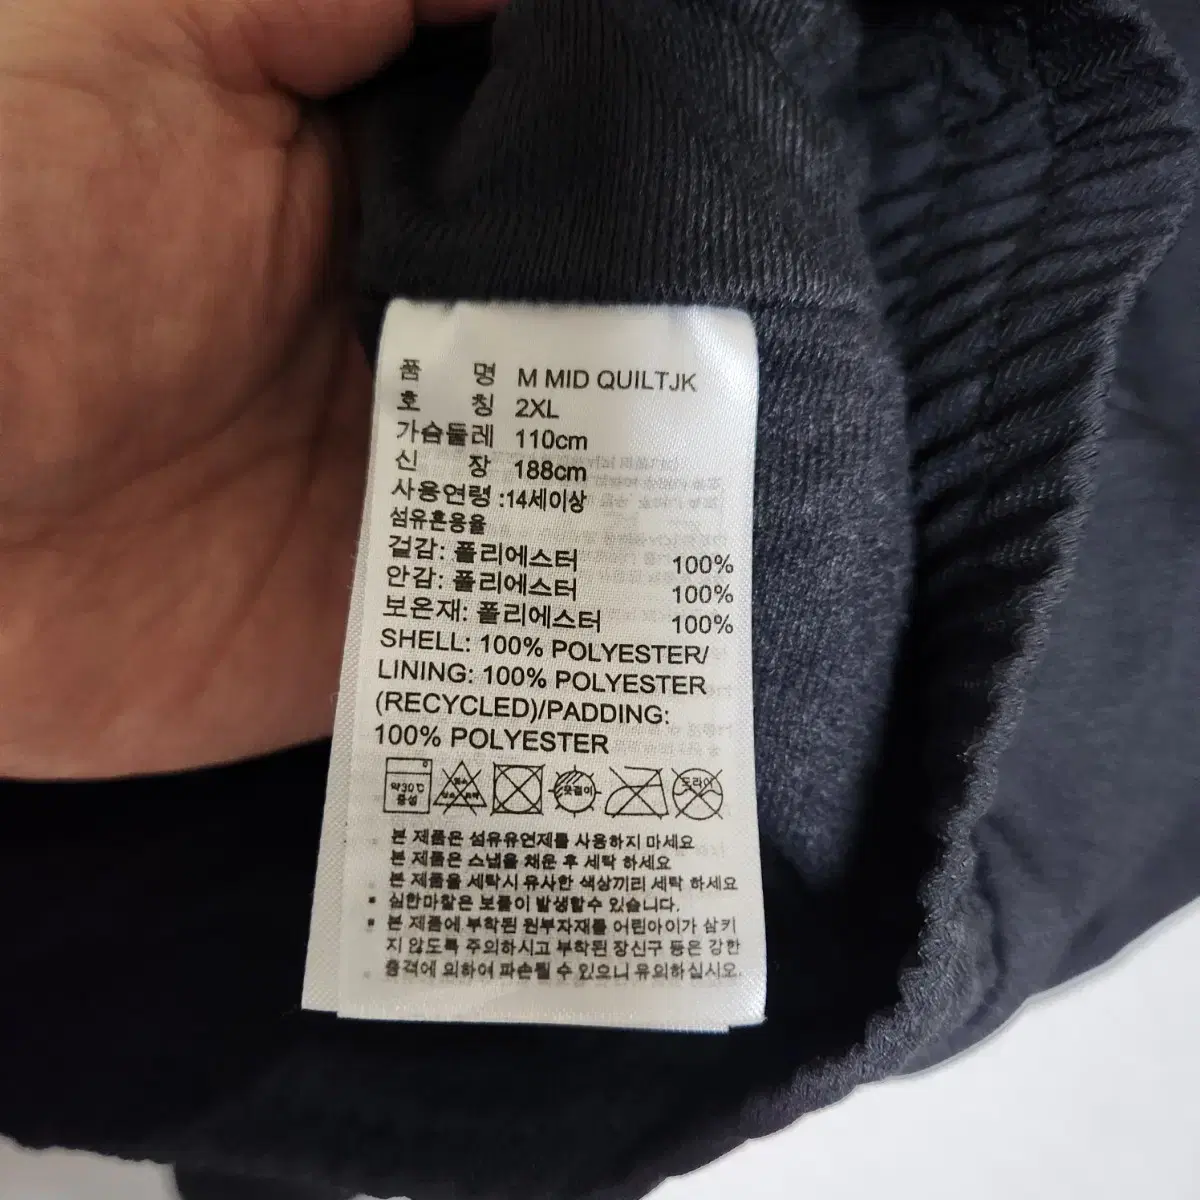 품 명 M MID QUILTJK
호 칭 2XL
가슴둘레 110cm
신 장 188cm
사용연령 :14세이상
섬유혼용율
겉감: 폴리에스터 100%
안감: 폴리에스터 100%
보온재: 폴리에스터 100%
SHELL: 100% POLYESTER/
LINING: 100% POLYESTER
(RECYCLED)/PADDING:
100% POLYESTER
약30℃ 중성
옷걸이
드라이
본 제품은 섬유유연제를 사용하지 마세요
본 제품은 스냅을 채운 후 세탁 하세요
본 제품을 세탁시 유사한 색상끼리 세탁 하세요
심한마찰은 보풀이 발생할수 있습니다.
본 제품에 부착된 원부자재를 어린아이가 삼키
지 않도록 주의하시고 부착된 장신구 등은 강한
충격에 의하여 파손될 수 있으니 유의하십시오.